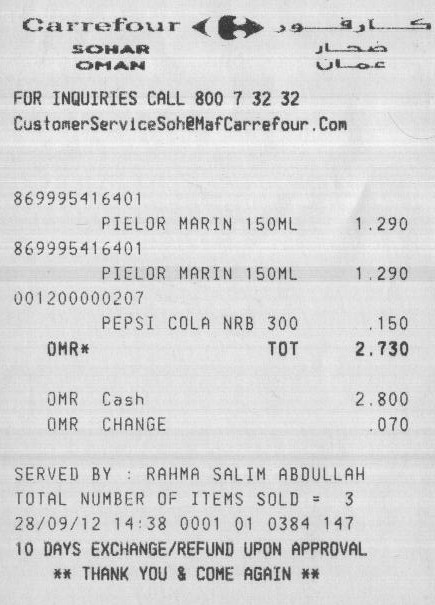 Carrefour كارفور
SOHAR صحار
OMAN عمان
FOR INQUIRIES CALL 800 7 32 32
CustomerServiceSoh@MafCarrefour.Com
869995416401
PIELOR MARIN 150ML 1.290
869995416401
PIELOR MARIN 150ML 1.290
001200000207
PEPSI COLA NRB 300 .150
OMR* TOT 2.730
OMR Cash 2.800
OMR CHANGE .070
SERVED BY : RAHMA SALIM ABDULLAH
TOTAL NUMBER OF ITEMS SOLD = 3
28/09/12 14:38 0001 01 0384 147
10 DAYS EXCHANGE/REFUND UPON APPROVAL
** THANK YOU & COME AGAIN **